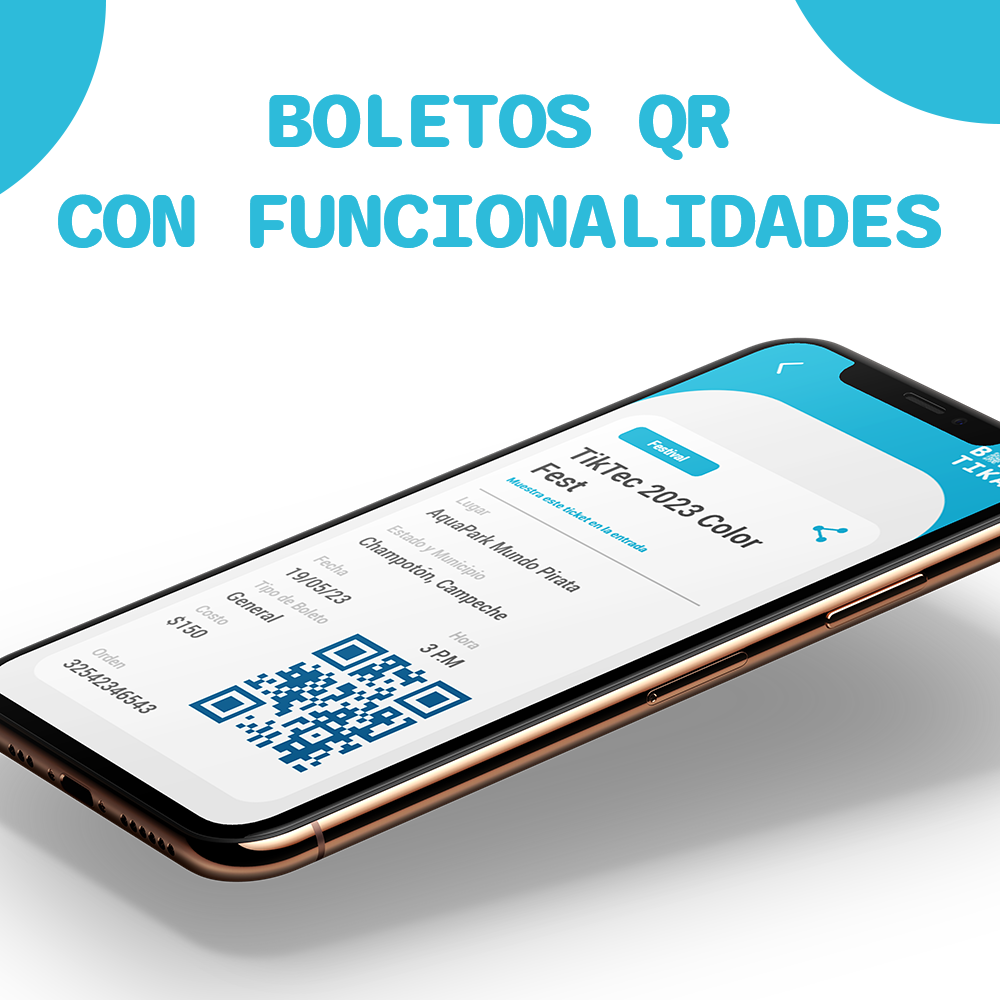 BOLETOS QR
CON FUNCIONALIDADES
Festival
TikTec 2023 Color
Fest
Muestra este ticket en la entrada
Lugar
AquaPark Mundo Pirata
Estado y Municipio
Champotón, Campeche
Fecha
19/05/23
Hora
3 P.M
Tipo de Boleto
General
Costo
$150
Orden
32542346543